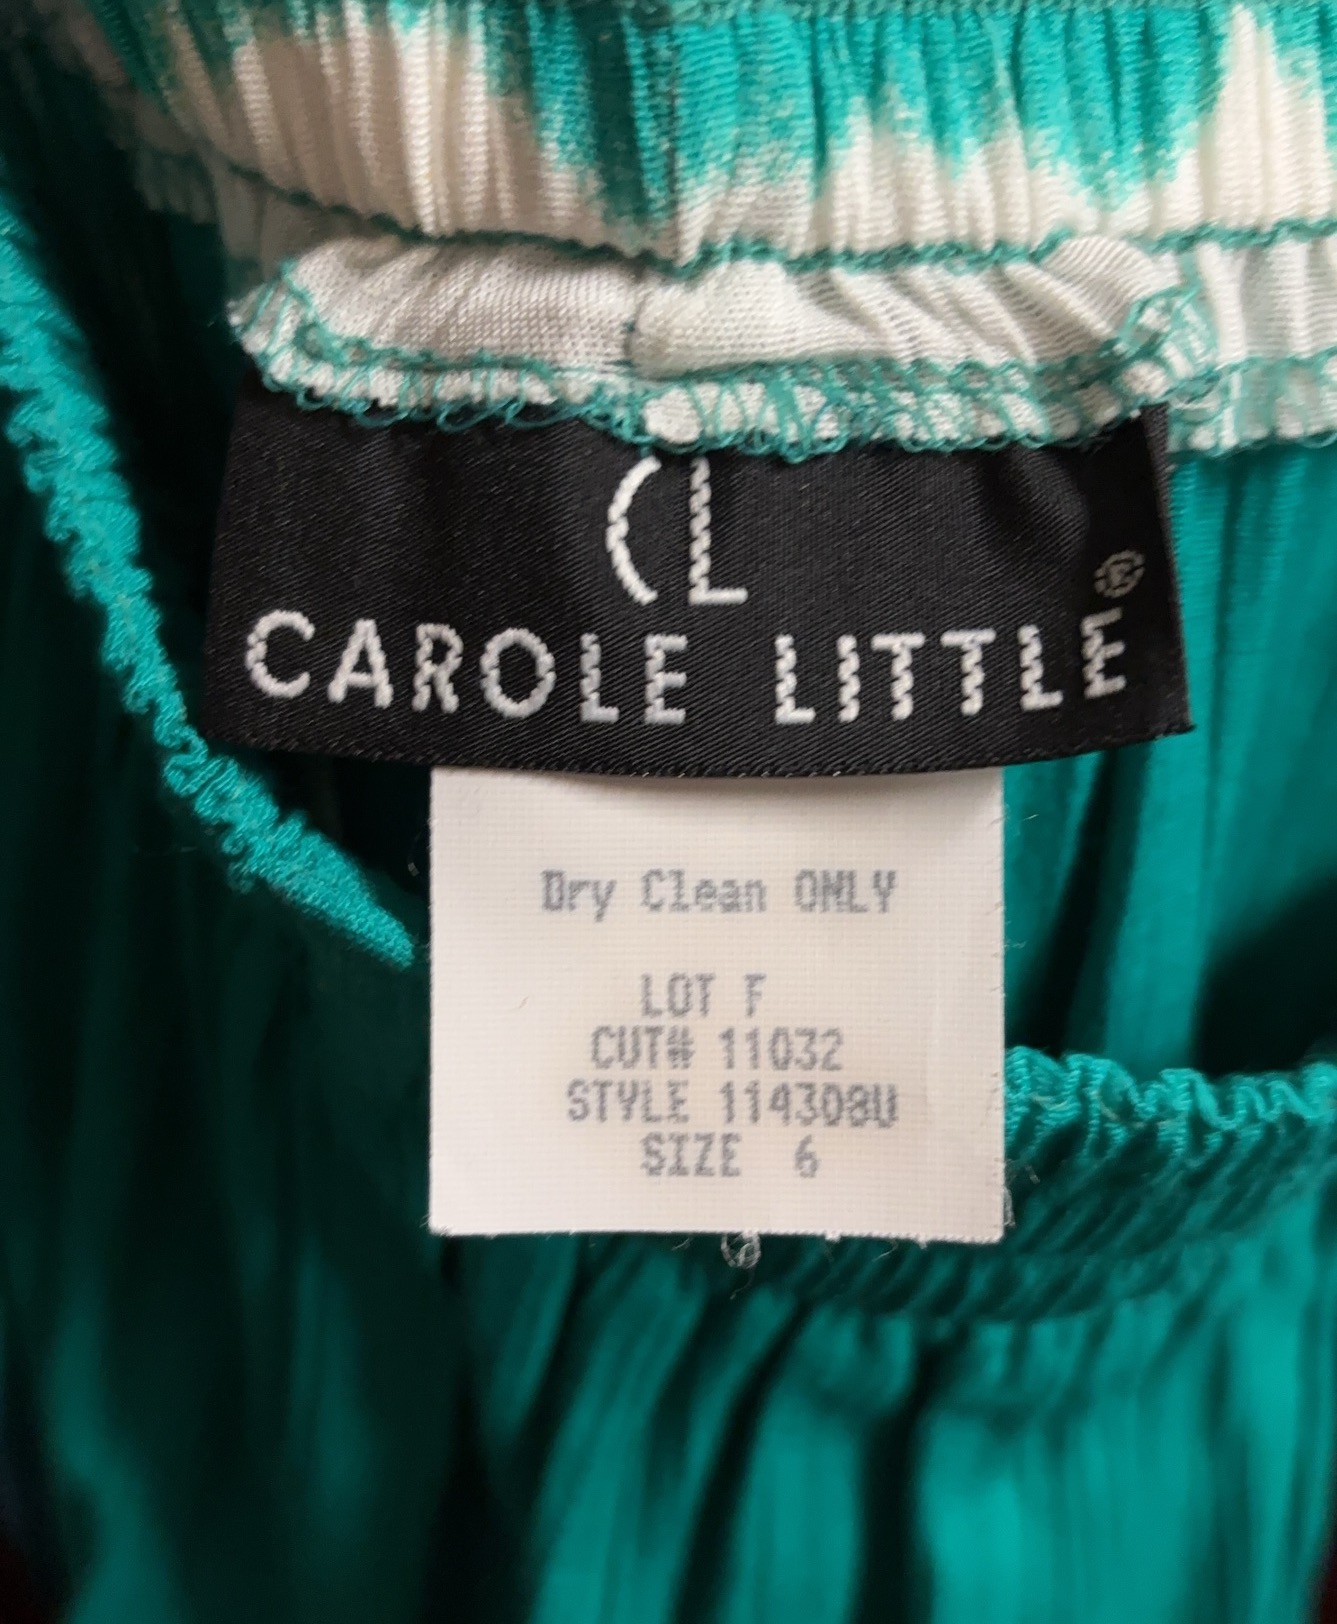 CL
CAROLE LITTLE®
Dry Clean ONLY
LOT F
CUT# 11032
STYLE 114308U
SIZE 6